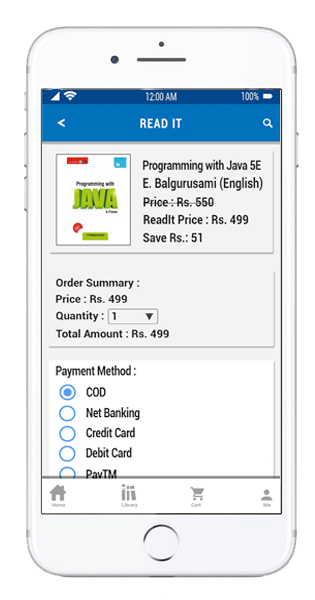 12:00 AM 100%
< READ IT
Programming with
JAVA
A Primer
E Balagurusamy
Programming with Java 5E
E. Balgurusami (English)
Price : Rs. 550
ReadIt Price : Rs. 499
Save Rs.: 51
Order Summary :
Price : Rs. 499
Quantity : 1
Total Amount : Rs. 499
Payment Method :
COD
Net Banking
Credit Card
Debit Card
PayTM
Home Library Cart Me